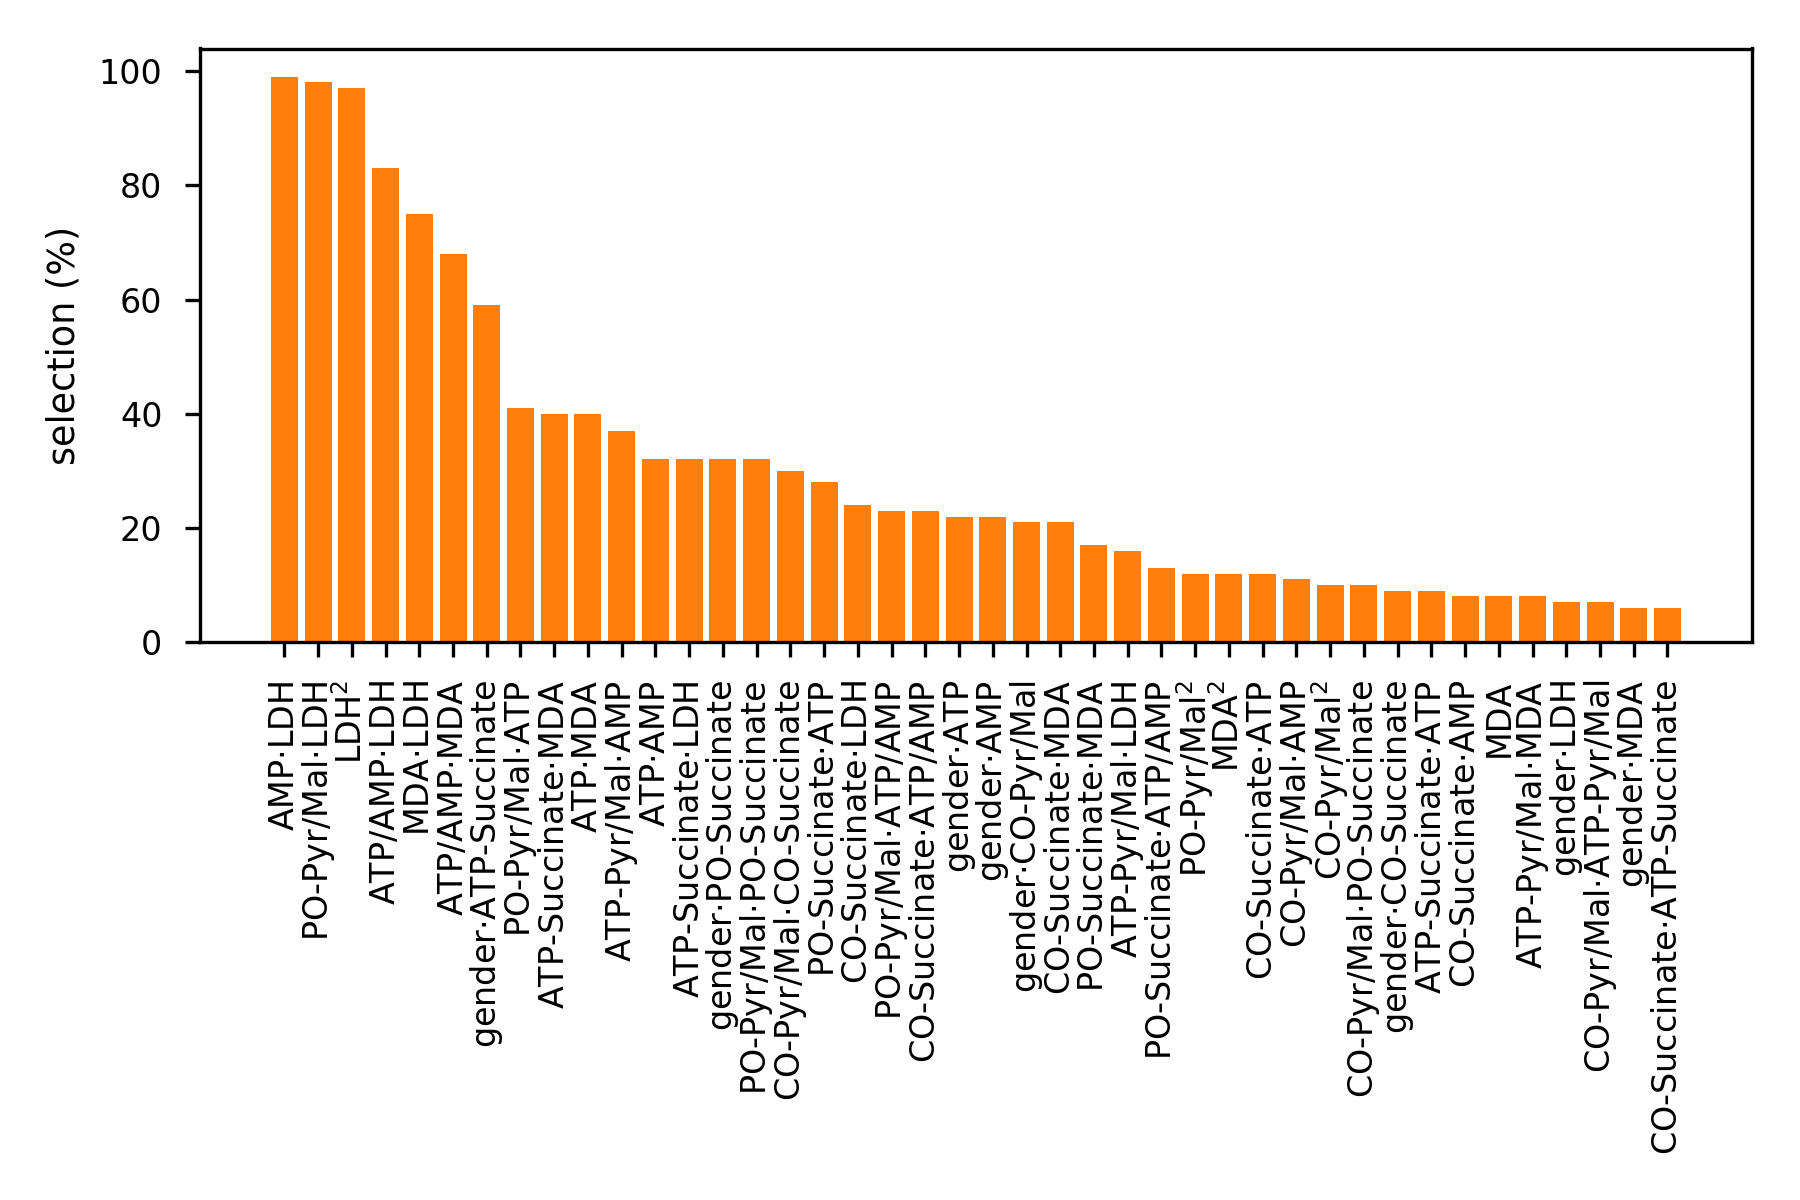 selection (%)
100
80
60
40
20
0
AMP·LDH
PO-Pyr/Mal·LDH
LDH²
ATP/AMP·LDH
MDA·LDH
ATP/AMP·MDA
gender·ATP-Succinate
PO-Pyr/Mal·ATP
ATP-Succinate·MDA
ATP·MDA
ATP-Pyr/Mal·AMP
ATP·AMP
ATP-Succinate·LDH
gender·PO-Succinate
PO-Pyr/Mal·PO-Succinate
CO-Pyr/Mal·CO-Succinate
PO-Succinate·ATP
CO-Succinate·LDH
PO-Pyr/Mal·ATP/AMP
CO-Succinate·ATP/AMP
gender·ATP
gender·AMP
gender·CO-Pyr/Mal
CO-Succinate·MDA
PO-Succinate·MDA
ATP-Pyr/Mal·LDH
PO-Succinate·ATP/AMP
PO-Pyr/Mal²
MDA²
CO-Succinate·ATP
CO-Pyr/Mal·AMP
CO-Pyr/Mal²
CO-Pyr/Mal·PO-Succinate
gender·CO-Succinate
ATP-Succinate·ATP
CO-Succinate·AMP
MDA
ATP-Pyr/Mal·MDA
gender·LDH
CO-Pyr/Mal·ATP-Pyr/Mal
gender·MDA
CO-Succinate·ATP-Succinate